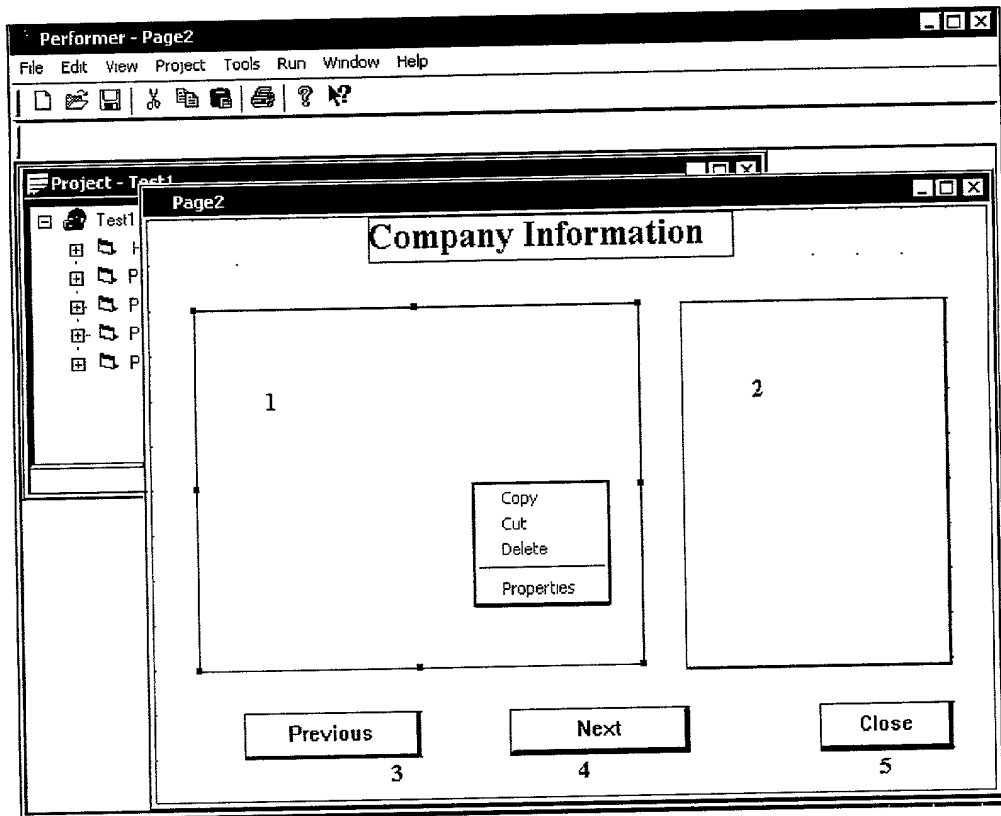 Performer - Page2
File Edit View Project Tools Run Window Help
Project - Test1
Test1
H
P
P
P
P
Page2
Company Information
1
2
Copy
Cut
Delete
Properties
Previous
Next
Close
3
4
5